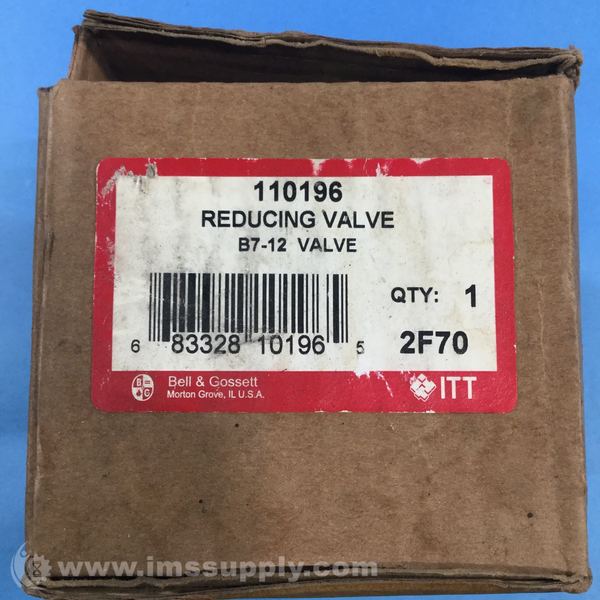 110196
REDUCING VALVE
B7-12 VALVE
QTY: 1
6 83328 10196 5
2F70
B G
Bell & Gossett
Morton Grove, IL U.S.A.
ITT
www.imssupply.com